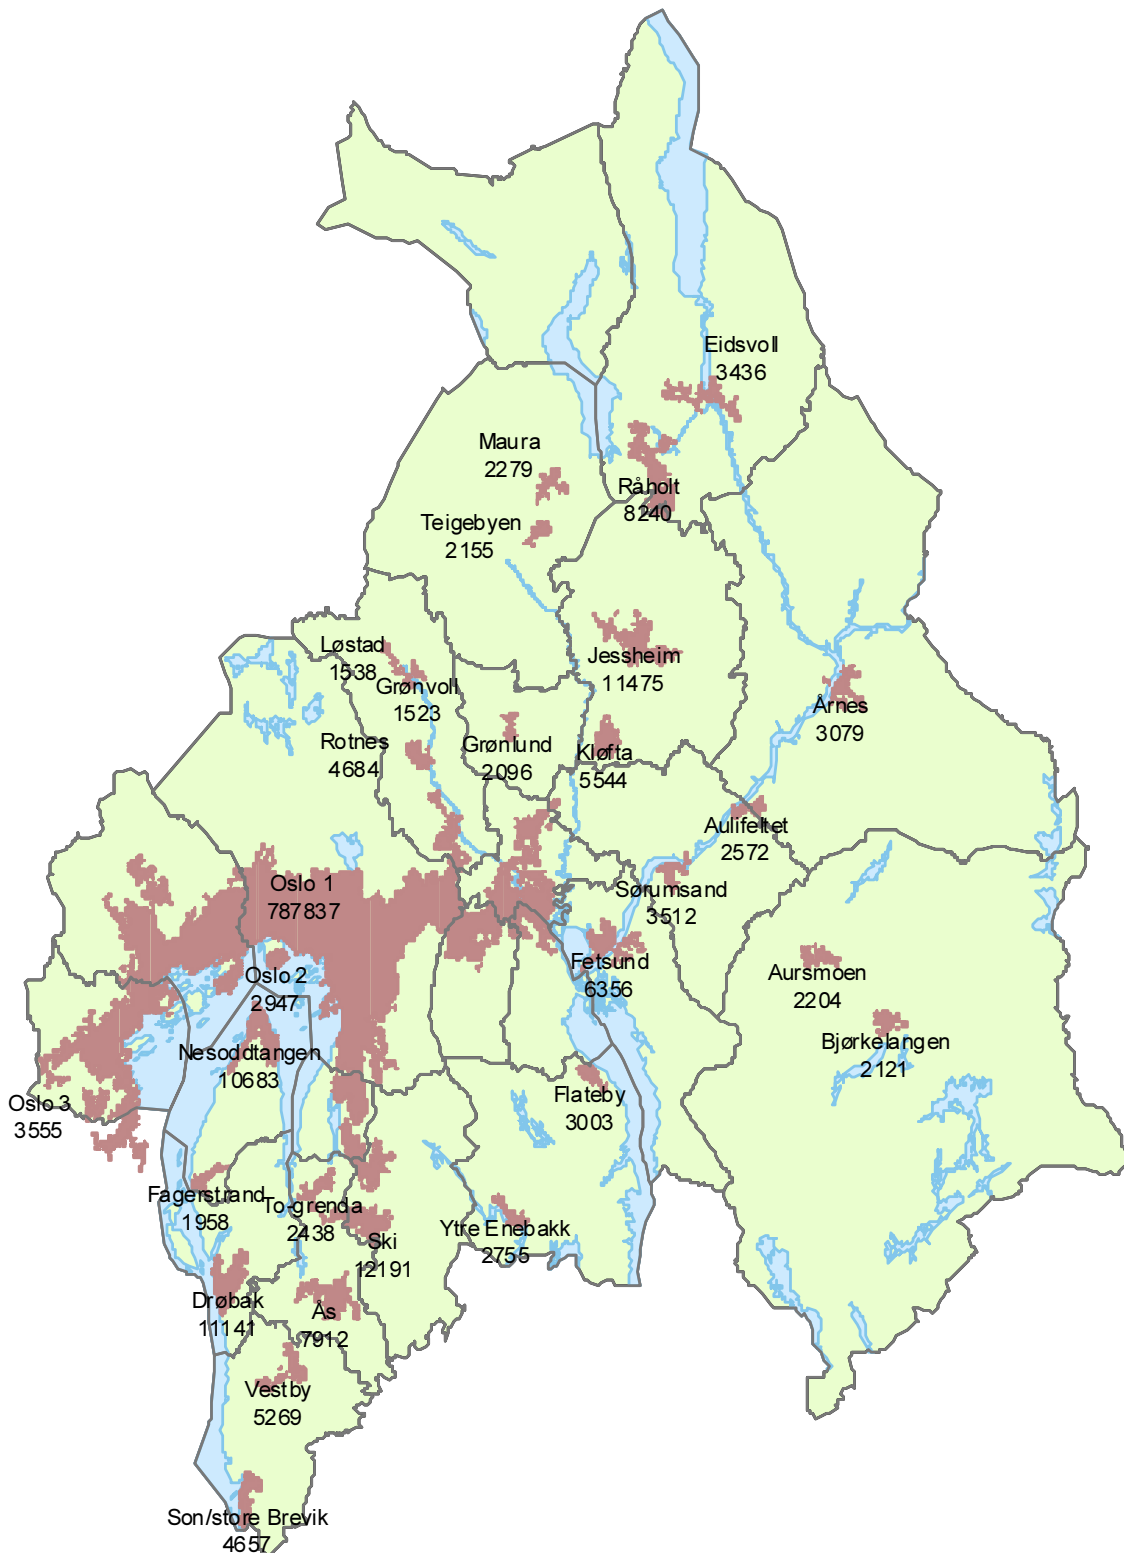 Eidsvoll
3436
Maura
2279
Råholt
8240
Teigebyen
2155
Løstad
1538
Jessheim
11475
Grønvoll
1523
Årnes
3079
Rotnes
4684
Grønlund
2096
Kløfta
5544
Aulifeltet
2572
Oslo 1
787837
Sørumsand
3512
Fetsund
6356
Oslo 2
2947
Aursmoen
2204
Nesoddtangen
10683
Bjørkelangen
2121
Oslo 3
3555
Flateby
3003
Fagerstrand
1958
To-grenda
2438
Ytre Enebakk
2755
Ski
12191
Drøbak
11141
Ås
7912
Vestby
5269
Son/store Brevik
4657